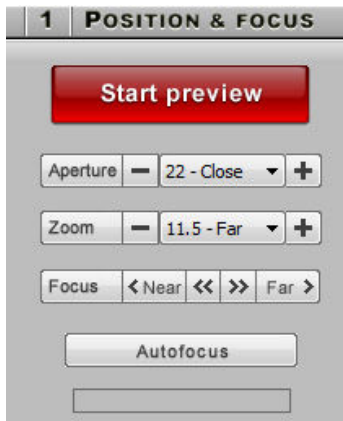 1 POSITION & FOCUS
Start preview
Aperture − 22 - Close +
Zoom − 11.5 - Far +
Focus < Near << >> Far >
Autofocus